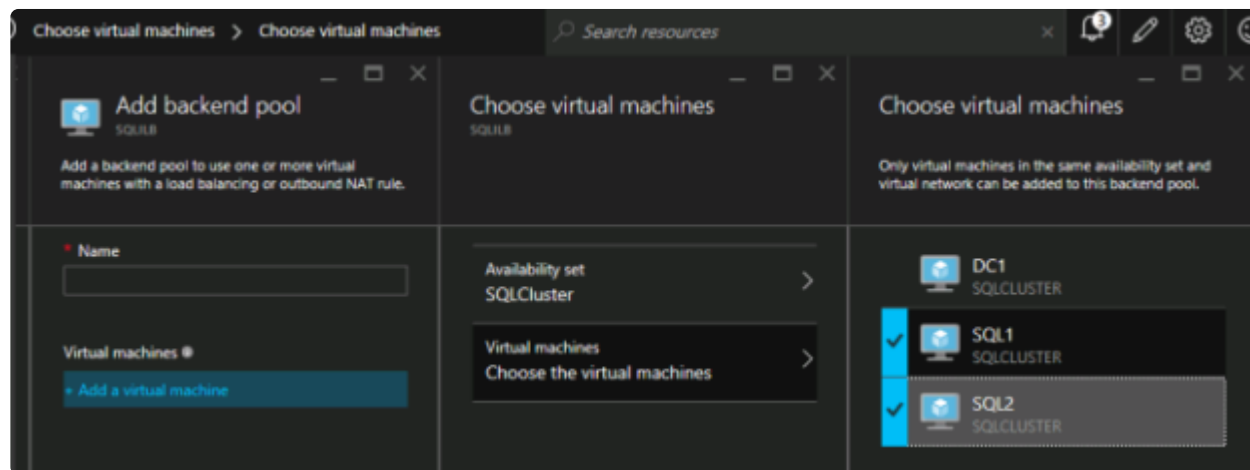 Choose virtual machines > Choose virtual machines
Search resources
3
Add backend pool
SQLILB
Add a backend pool to use one or more virtual
machines with a load balancing or outbound NAT rule.
* Name
Virtual machines
+ Add a virtual machine
Choose virtual machines
SQLILB
Availability set
SQLCluster
Virtual machines
Choose the virtual machines
Choose virtual machines
Only virtual machines in the same availability set and
virtual network can be added to this backend pool.
DC1
SQLCLUSTER
SQL1
SQLCLUSTER
SQL2
SQLCLUSTER